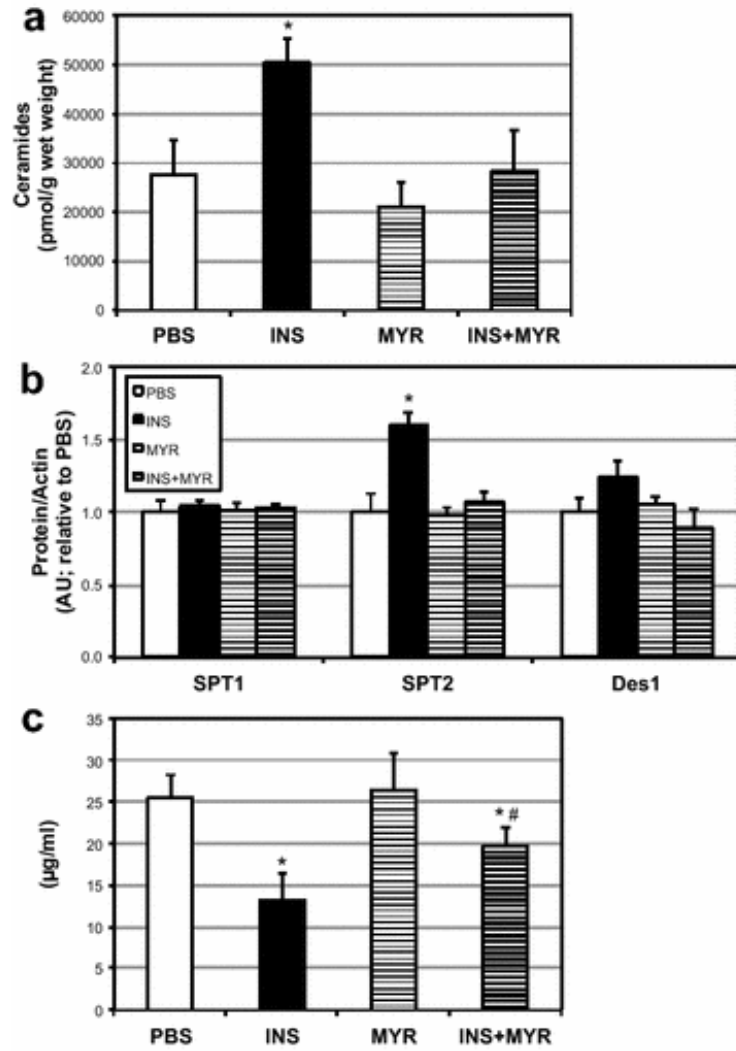 a
Ceramides
(pmol/g wet weight)
60000
50000
40000
30000
20000
10000
0
*
PBS INS MYR INS+MYR
b
Protein/Actin
(AU; relative to PBS)
2.0
1.5
1.0
0.5
0.0
PBS
INS
MYR
INS+MYR
*
SPT1 SPT2 Des1
c
(µg/ml)
35
30
25
20
15
10
5
0
*
* #
PBS INS MYR INS+MYR